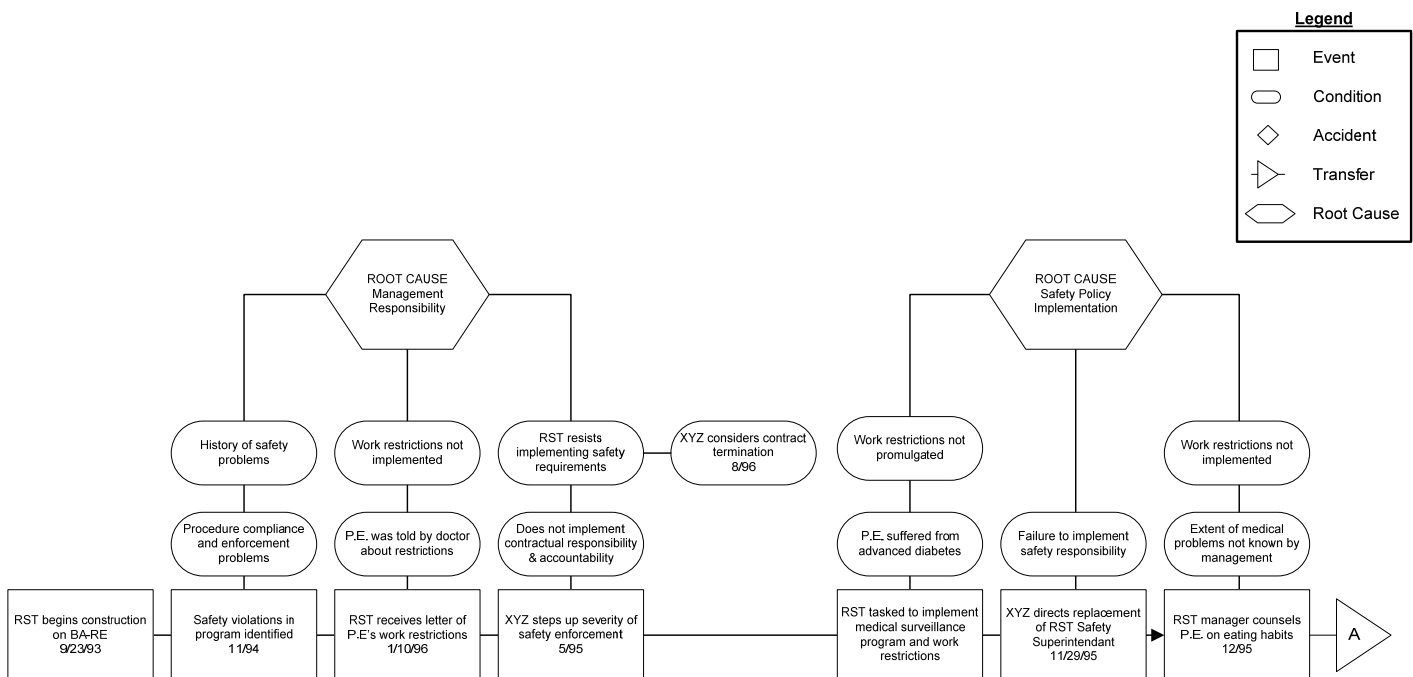 Legend
Event
Condition
Accident
Transfer
Root Cause
ROOT CAUSE
Management
Responsibility
ROOT CAUSE
Safety Policy
Implementation
History of safety
problems
Work restrictions not
implemented
RST resists
implementing safety
requirements
XYZ considers contract
termination
8/96
Work restrictions not
promulgated
Work restrictions not
implemented
Procedure compliance
and enforcement
problems
P.E. was told by doctor
about restrictions
Does not implement
contractual responsibility
& accountability
P.E. suffered from
advanced diabetes
Failure to implement
safety responsibility
Extent of medical
problems not known by
management
RST begins construction
on BA-RE
9/23/93
Safety violations in
program identified
11/94
RST receives letter of
P.E's work restrictions
1/10/96
XYZ steps up severity of
safety enforcement
5/95
RST tasked to implement
medical surveillance
program and work
restrictions
XYZ directs replacement
of RST Safety
Superintendant
11/29/95
RST manager counsels
P.E. on eating habits
12/95
A